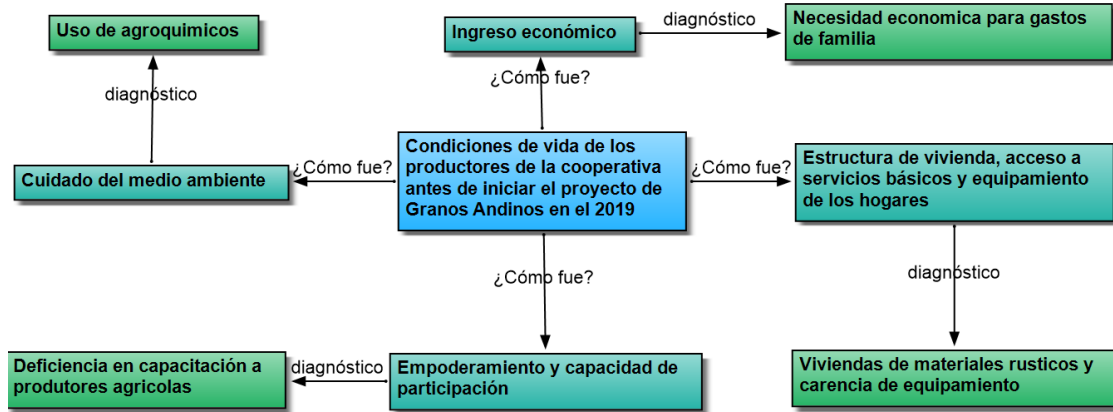 Uso de agroquimicos
diagnóstico
Cuidado del medio ambiente
¿Cómo fue?
Ingreso económico
diagnóstico
Necesidad economica para gastos
de familia
¿Cómo fue?
Condiciones de vida de los
productores de la cooperativa
antes de iniciar el proyecto de
Granos Andinos en el 2019
¿Cómo fue?
Estructura de vivienda, acceso a
servicios básicos y equipamiento
de los hogares
diagnóstico
Viviendas de materiales rusticos y
carencia de equipamiento
¿Cómo fue?
Empoderamiento y capacidad de
participación
diagnóstico
Deficiencia en capacitación a
produtores agricolas